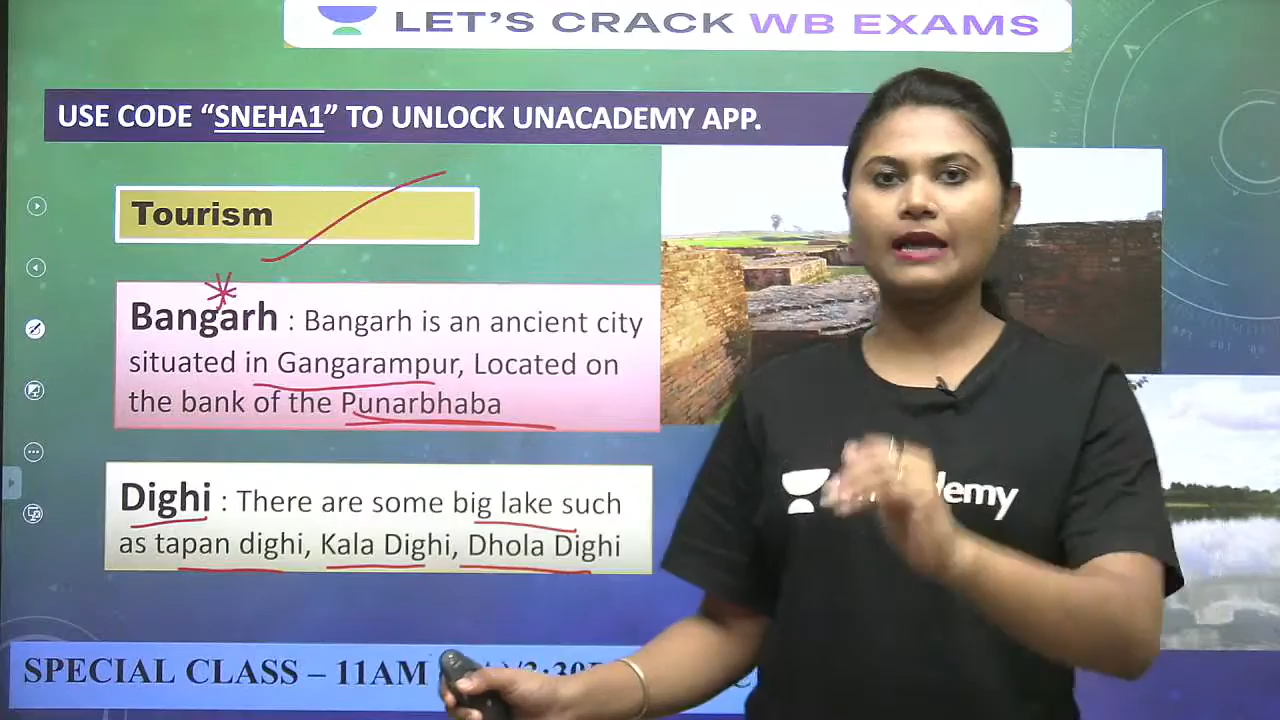 LET'S CRACK WB EXAMS
USE CODE “SNEHA1” TO UNLOCK UNACADEMY APP.
Tourism
Bangarh : Bangarh is an ancient city
situated in Gangarampur, Located on
the bank of the Punarbhaba
Dighi : There are some big lake such
as tapan dighi, Kala Dighi, Dhola Dighi
SPECIAL CLASS – 11AM